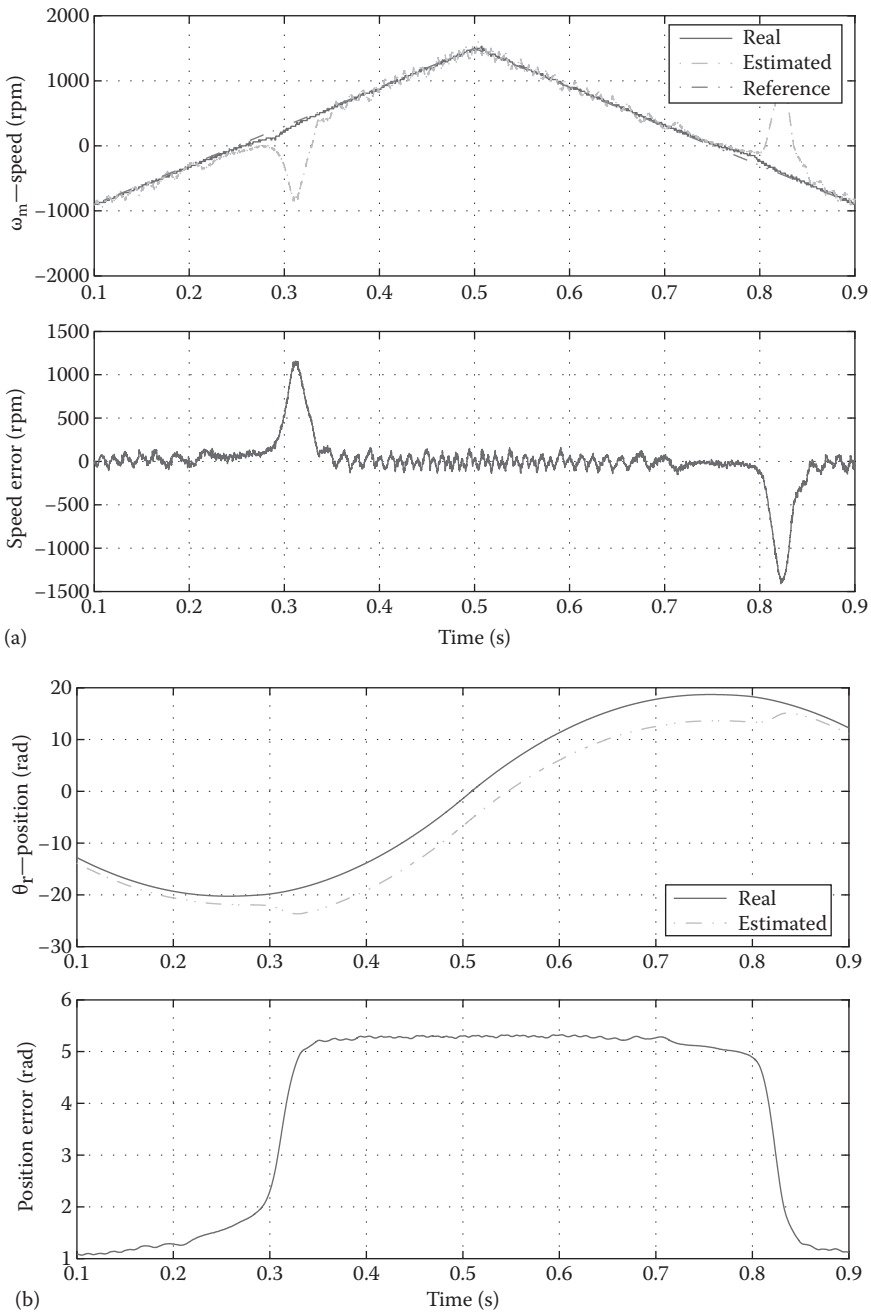 2000
1000
0
−1000
−2000
ω_m—speed (rpm)
Real
Estimated
Reference
0.1 0.2 0.3 0.4 0.5 0.6 0.7 0.8 0.9
1500
1000
500
0
−500
−1000
−1500
Speed error (rpm)
0.1 0.2 0.3 0.4 0.5 0.6 0.7 0.8 0.9
(a)
Time (s)
20
10
0
−10
−20
−30
θ_r—position (rad)
Real
Estimated
0.1 0.2 0.3 0.4 0.5 0.6 0.7 0.8 0.9
6
5
4
3
2
1
Position error (rad)
0.1 0.2 0.3 0.4 0.5 0.6 0.7 0.8 0.9
(b)
Time (s)